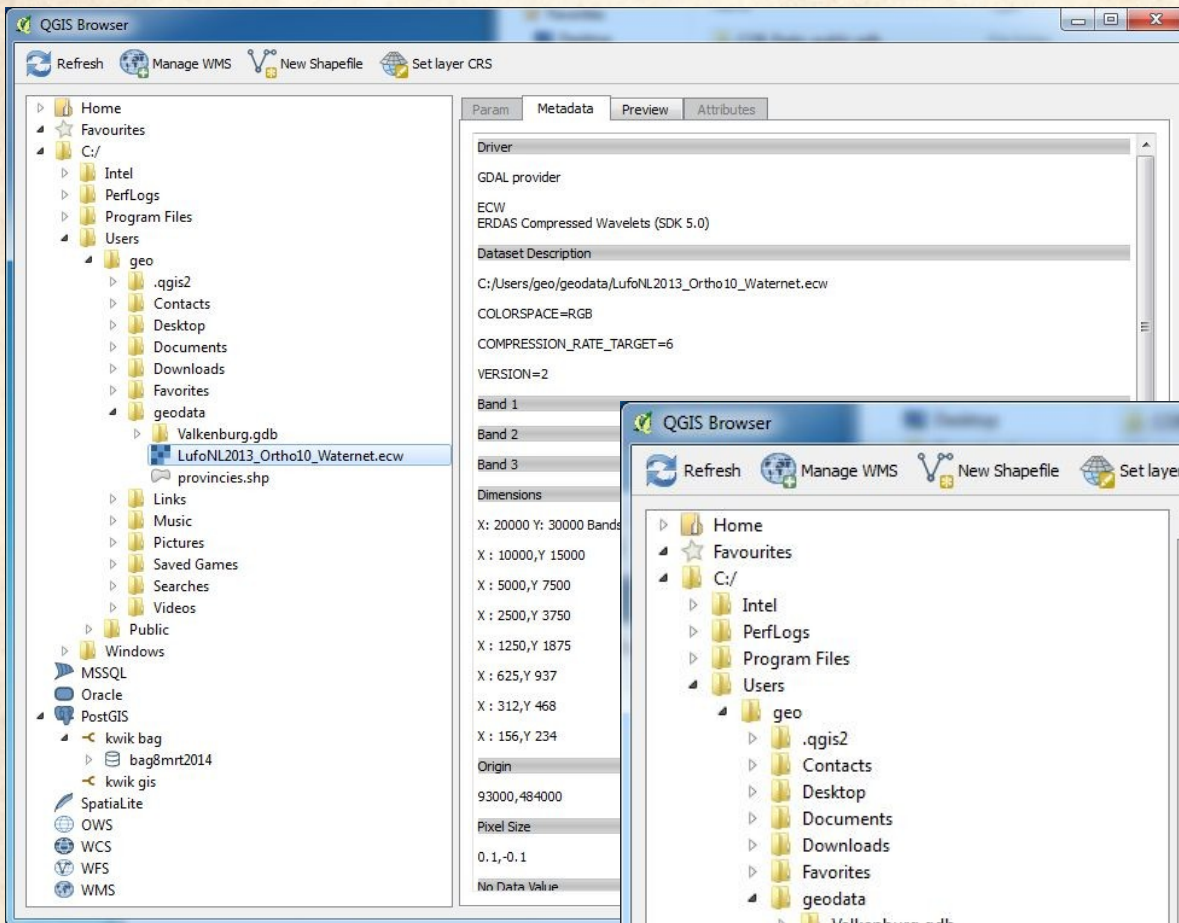 QGIS Browser
Refresh Manage WMS New Shapefile Set layer CRS
Home
Favourites
C:/
Intel
PerfLogs
Program Files
Users
geo
.qgis2
Contacts
Desktop
Documents
Downloads
Favorites
geodata
Valkenburg.gdb
LufoNL2013_Ortho10_Waternet.ecw
provincies.shp
Links
Music
Pictures
Saved Games
Searches
Videos
Public
Windows
MSSQL
Oracle
PostGIS
kwik bag
bag8mrt2014
kwik gis
SpatiaLite
OWS
WCS
WFS
WMS
Param Metadata Preview Attributes
Driver
GDAL provider
ECW
ERDAS Compressed Wavelets (SDK 5.0)
Dataset Description
C:/Users/geo/geodata/LufoNL2013_Ortho10_Waternet.ecw
COLORSPACE=RGB
COMPRESSION_RATE_TARGET=6
VERSION=2
Band 1
Band 2
Band 3
Dimensions
X: 20000 Y: 30000 Bands
X : 10000,Y 15000
X : 5000,Y 7500
X : 2500,Y 3750
X : 1250,Y 1875
X : 625,Y 937
X : 312,Y 468
X : 156,Y 234
Origin
93000,484000
Pixel Size
0.1,-0.1
No Data Value
QGIS Browser
Refresh Manage WMS New Shapefile Set layer
Home
Favourites
C:/
Intel
PerfLogs
Program Files
Users
geo
.qgis2
Contacts
Desktop
Documents
Downloads
Favorites
geodata
Valkenburg.gdb